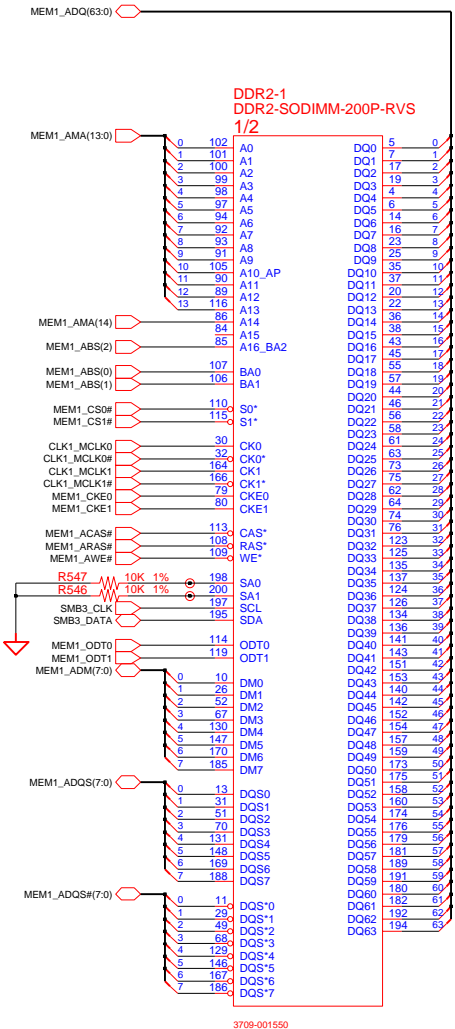 MEM1_ADQ(63:0)
DDR2-1
DDR2-SODIMM-200P-RVS
1/2
MEM1_AMA(13:0)
0 102 A0
1 101 A1
2 100 A2
3 99 A3
4 98 A4
5 97 A5
6 94 A6
7 92 A7
8 93 A8
9 91 A9
10 105 A10_AP
11 90 A11
12 89 A12
13 116 A13
MEM1_AMA(14) 86 A14
84 A15
MEM1_ABS(2) 85 A16_BA2
MEM1_ABS(0) 107 BA0
MEM1_ABS(1) 106 BA1
MEM1_CS0# 110 S0*
MEM1_CS1# 115 S1*
CLK1_MCLK0 30 CK0
CLK1_MCLK0# 32 CK0*
CLK1_MCLK1 164 CK1
CLK1_MCLK1# 166 CK1*
MEM1_CKE0 79 CKE0
MEM1_CKE1 80 CKE1
MEM1_ACAS# 113 CAS*
MEM1_ARAS# 108 RAS*
MEM1_AWE# 109 WE*
R547 10K 1% 198 SA0
R546 10K 1% 200 SA1
SMB3_CLK 197 SCL
SMB3_DATA 195 SDA
MEM1_ODT0 114 ODT0
MEM1_ODT1 119 ODT1
MEM1_ADM(7:0)
0 10 DM0
1 26 DM1
2 52 DM2
3 67 DM3
4 130 DM4
5 147 DM5
6 170 DM6
7 185 DM7
MEM1_ADQS(7:0)
0 13 DQS0
1 31 DQS1
2 51 DQS2
3 70 DQS3
4 131 DQS4
5 148 DQS5
6 169 DQS6
7 188 DQS7
MEM1_ADQS#(7:0)
0 11 DQS*0
1 29 DQS*1
2 49 DQS*2
3 68 DQS*3
4 129 DQS*4
5 146 DQS*5
6 167 DQS*6
7 186 DQS*7
DQ0 5 0
DQ1 7 1
DQ2 17 2
DQ3 19 3
DQ4 4 4
DQ5 6 5
DQ6 14 6
DQ7 16 7
DQ8 23 8
DQ9 25 9
DQ10 35 10
DQ11 37 11
DQ12 20 12
DQ13 22 13
DQ14 36 14
DQ15 38 15
DQ16 43 16
DQ17 45 17
DQ18 55 18
DQ19 57 19
DQ20 44 20
DQ21 46 21
DQ22 56 22
DQ23 58 23
DQ24 61 24
DQ25 63 25
DQ26 73 26
DQ27 75 27
DQ28 62 28
DQ29 64 29
DQ30 74 30
DQ31 76 31
DQ32 123 32
DQ33 125 33
DQ34 135 34
DQ35 137 35
DQ36 124 36
DQ37 126 37
DQ38 134 38
DQ39 136 39
DQ40 141 40
DQ41 143 41
DQ42 151 42
DQ43 153 43
DQ44 140 44
DQ45 142 45
DQ46 152 46
DQ47 154 47
DQ48 157 48
DQ49 159 49
DQ50 173 50
DQ51 175 51
DQ52 158 52
DQ53 160 53
DQ54 174 54
DQ55 176 55
DQ56 179 56
DQ57 181 57
DQ58 189 58
DQ59 191 59
DQ60 180 60
DQ61 182 61
DQ62 192 62
DQ63 194 63
3709-001550